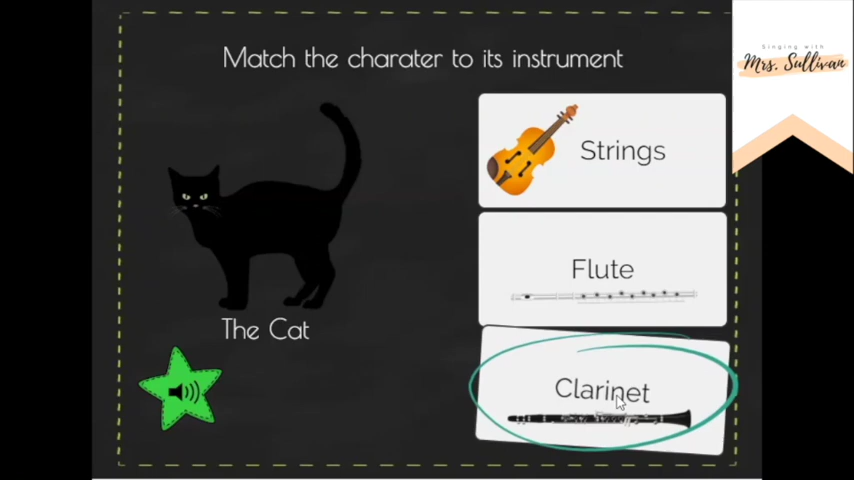 Match the charater to its instrument
Singing with
Mrs. Sullivan
Strings
Flute
The Cat
Clarinet